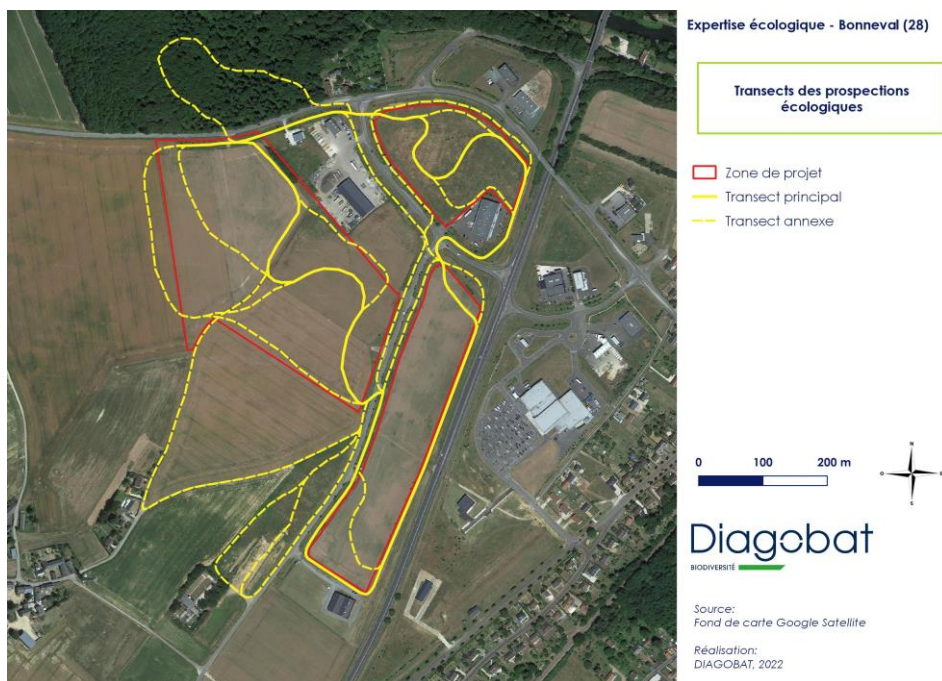 Expertise écologique - Bonneval (28)
Transects des prospections
écologiques
Zone de projet
Transect principal
Transect annexe
0 100 200 m
N
Diagobat
BIODIVERSITÉ
Source:
Fond de carte Google Satellite
Réalisation:
DIAGOBAT, 2022